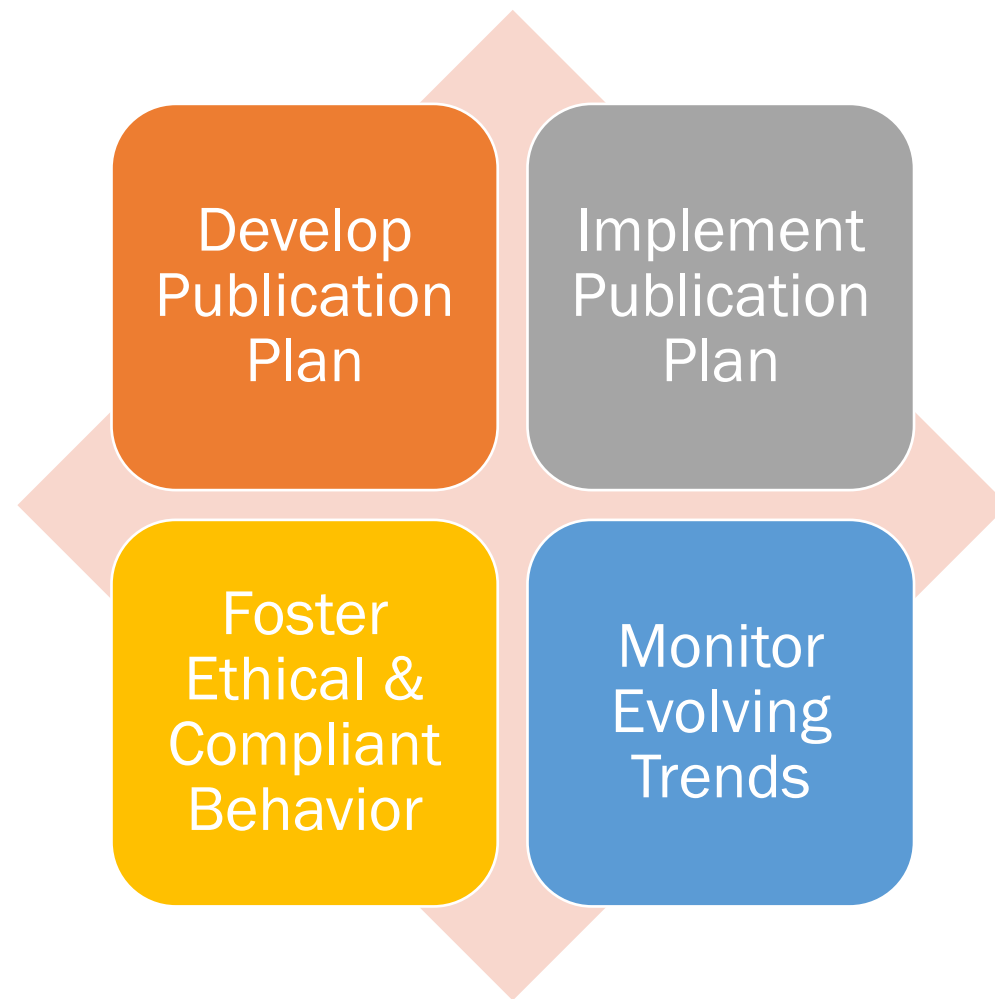 Develop
Publication
Plan
Implement
Publication
Plan
Foster
Ethical &
Compliant
Behavior
Monitor
Evolving
Trends